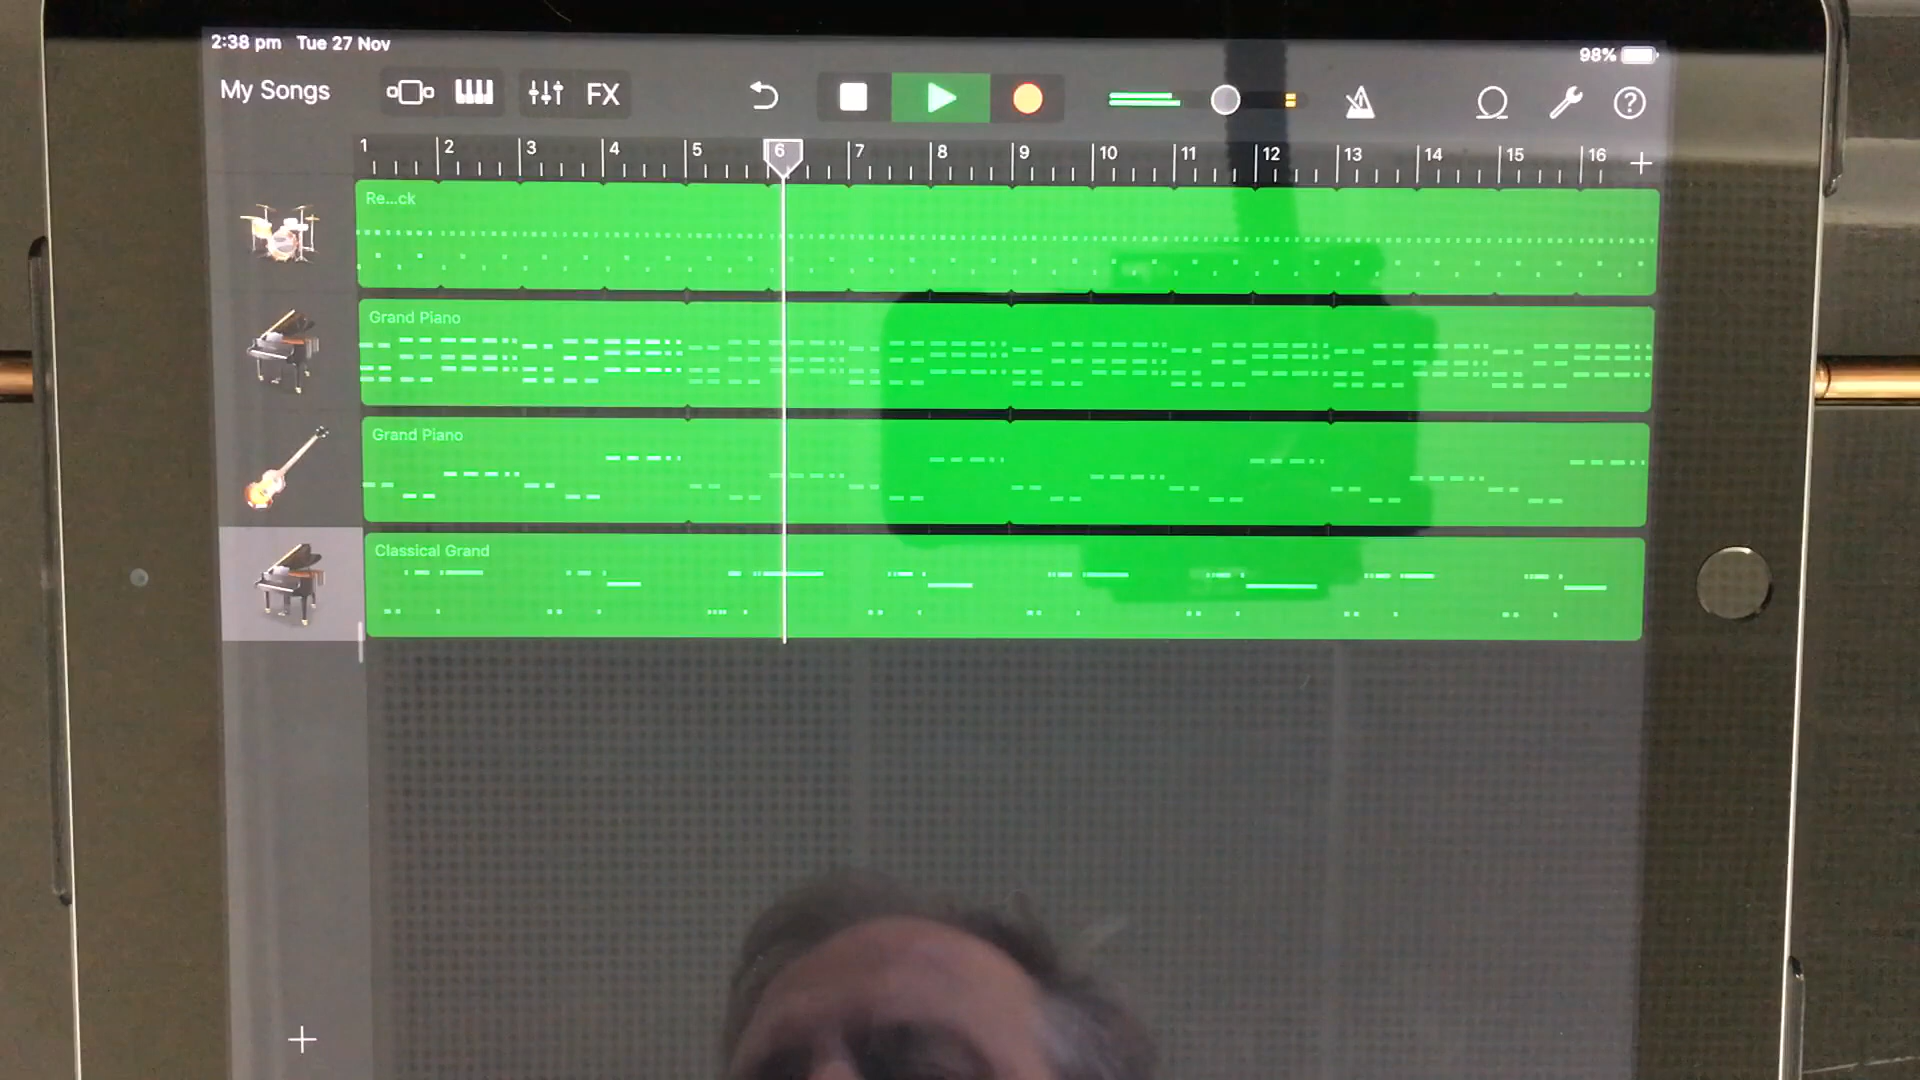 2:38 pm Tue 27 Nov
98%
My Songs
FX
?
1 2 3 4 5 6 7 8 9 10 11 12 13 14 15 16 +
Re...ck
Grand Piano
Grand Piano
Classical Grand
+